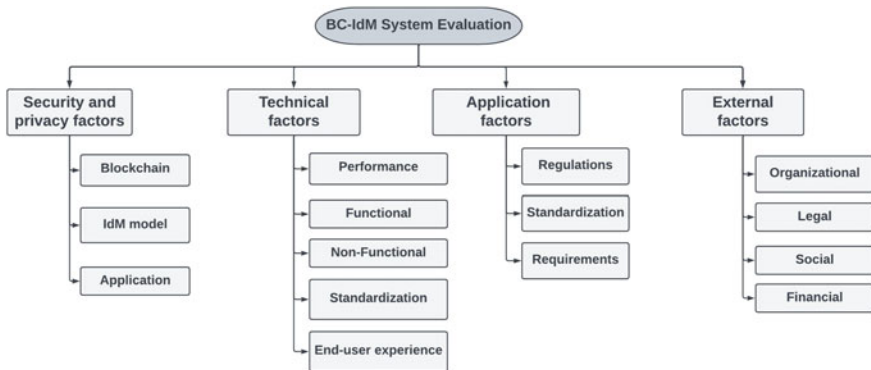 BC-IdM System Evaluation
Security and
privacy factors
Blockchain
IdM model
Application
Technical
factors
Performance
Functional
Non-Functional
Standardization
End-user experience
Application
factors
Regulations
Standardization
Requirements
External
factors
Organizational
Legal
Social
Financial